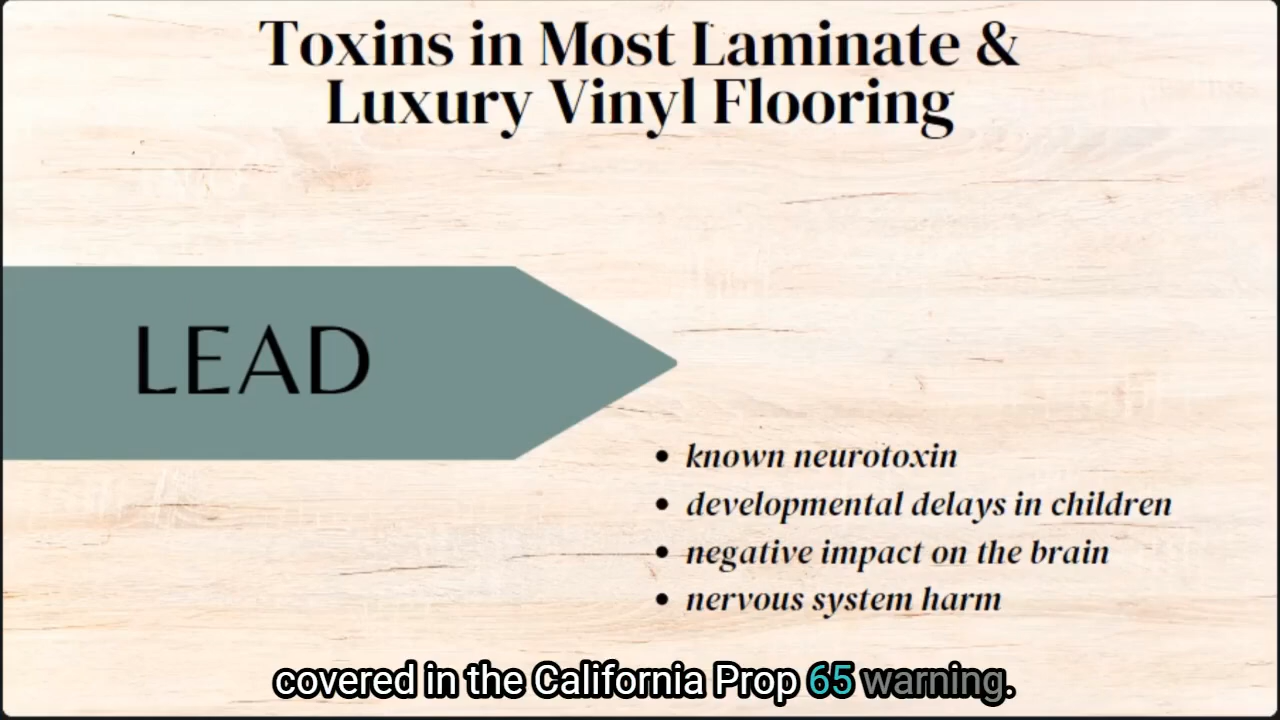 Toxins in Most Laminate &
Luxury Vinyl Flooring
LEAD
• known neurotoxin
• developmental delays in children
• negative impact on the brain
• nervous system harm
covered in the California Prop 65 warning.